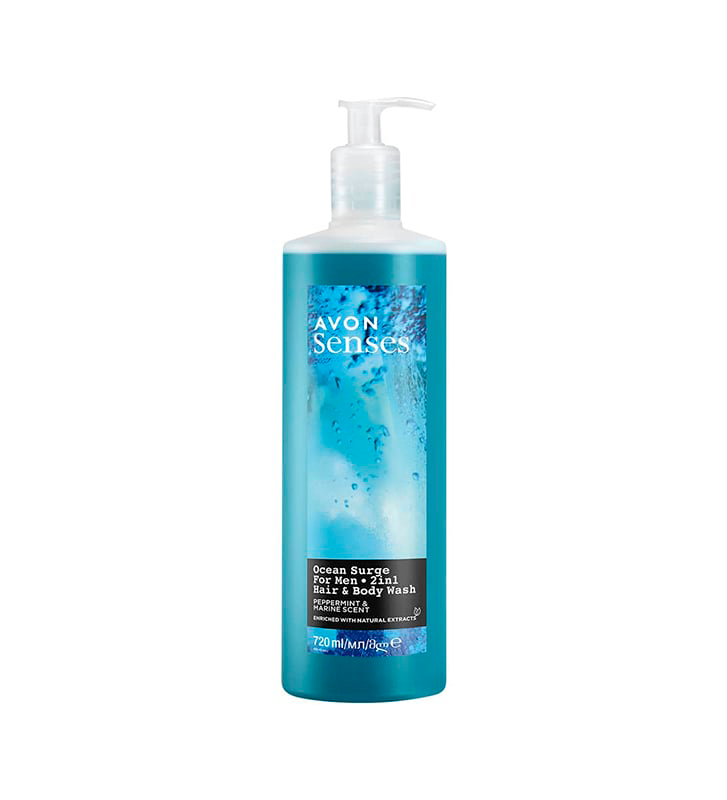 AVON
Senses
Ocean Surge
For Men • 2in1
Hair & Body Wash
PEPPERMINT &
MARINE SCENT
ENRICHED WITH NATURAL EXTRACTS
720 ml/мл/მლ ℮